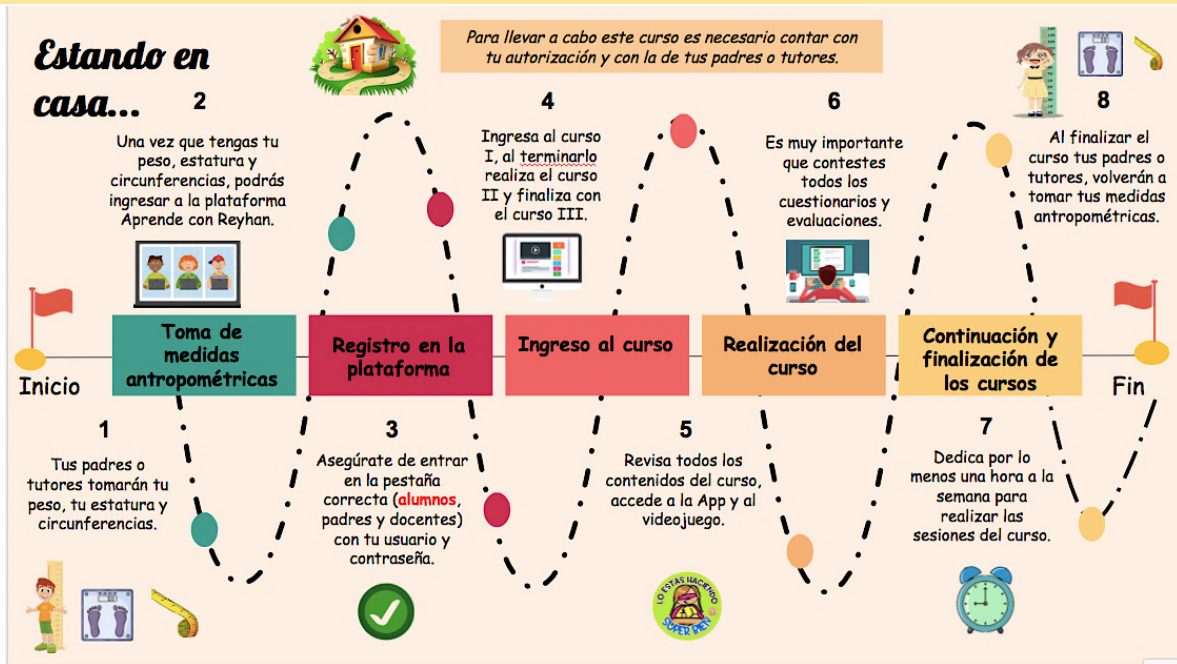 Estando en
casa...
Para llevar a cabo este curso es necesario contar con
tu autorización y con la de tus padres o tutores.
2
Una vez que tengas tu
peso, estatura y
circunferencias, podrás
ingresar a la plataforma
Aprende con Reyhan.
4
Ingresa al curso
I, al terminarlo
realiza el curso
II y finaliza con
el curso III.
6
Es muy importante
que contestes
todos los
cuestionarios y
evaluaciones.
8
Al finalizar el
curso tus padres o
tutores, volverán a
tomar tus medidas
antropométricas.
Inicio
Toma de
medidas
antropométricas
Registro en la
plataforma
Ingreso al curso
Realización del
curso
Continuación y
finalización de
los cursos
Fin
1
Tus padres o
tutores tomarán tu
peso, tu estatura y
circunferencias.
3
Asegúrate de entrar
en la pestaña
correcta (alumnos,
padres y docentes)
con tu usuario y
contraseña.
5
Revisa todos los
contenidos del curso,
accede a la App y al
videojuego.
LO ESTAS HACIENDO
SUPER BIEN
7
Dedica por lo
menos una hora a la
semana para
realizar las
sesiones del curso.